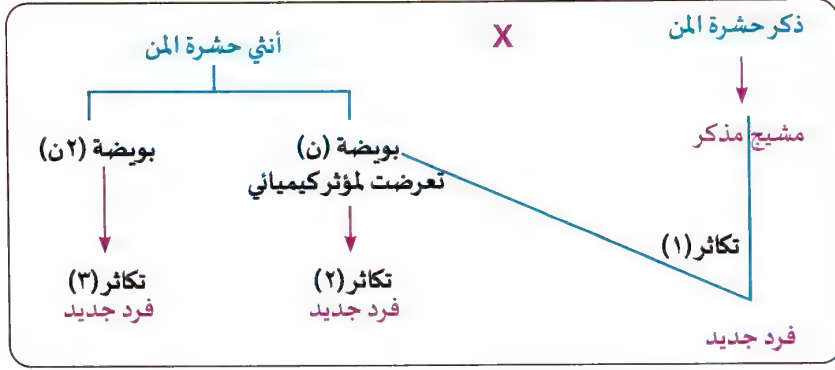 ذكر حشرة المن
X
أنثي حشرة المن
مشيج مذكر
بويضة (ن)
تعرضت لمؤثر كيميائي
بويضة (٢ن)
تكاثر (١)
تكاثر (٢)
فرد جديد
تكاثر (٣)
فرد جديد
فرد جديد